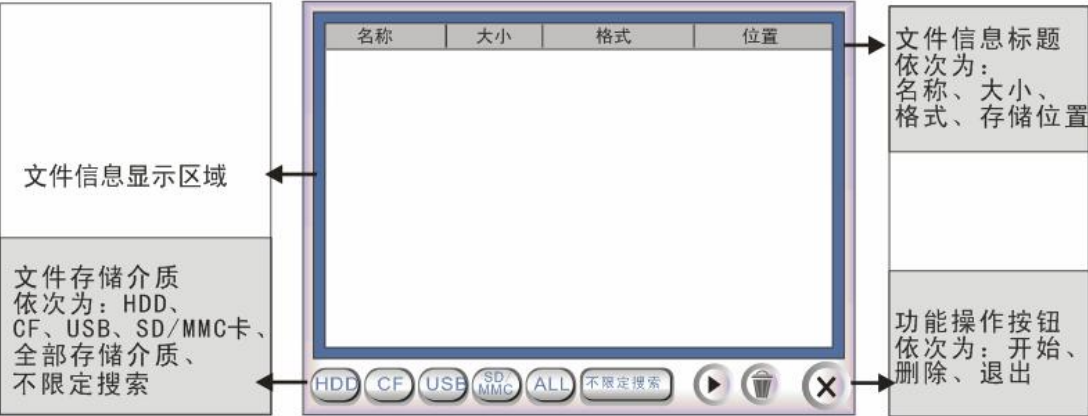 名称 大小 格式 位置
文件信息标题
依次为：
名称、大小、
格式、存储位置
文件信息显示区域
文件存储介质
依次为：HDD、
CF、USB、SD/MMC卡、
全部存储介质、
不限定搜索
HDD CF USB SD/MMC ALL 不限定搜索
功能操作按钮
依次为：开始、
删除、退出